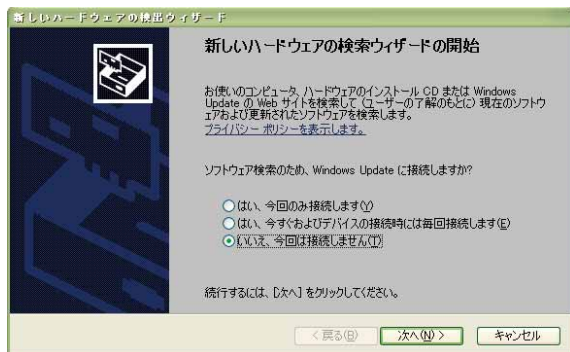 新しいハードウェアの検出ウィザード
新しいハードウェアの検索ウィザードの開始
お使いのコンピュータ、ハードウェアのインストール CD または Windows
Update の Web サイトを検索して (ユーザーの了解のもとに) 現在のソフトウ
ェアおよび更新されたソフトウェアを検索します。
プライバシー ポリシーを表示します。
ソフトウェア検索のため、Windows Update に接続しますか?
はい、今回のみ接続します(Y)
はい、今すぐおよびデバイスの接続時には毎回接続します(E)
いいえ、今回は接続しません(T)
続行するには、[次へ] をクリックしてください。
< 戻る(B) 次へ(N) > キャンセル